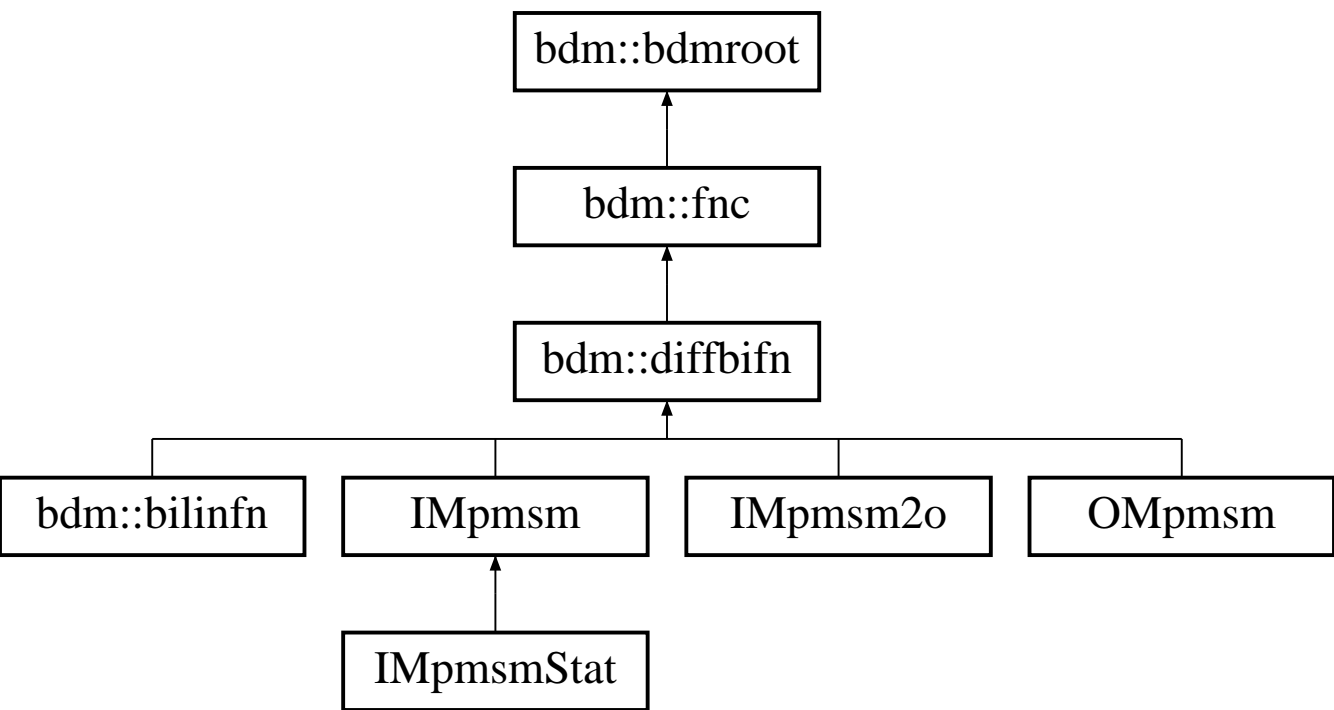 bdm::bdmroot
bdm::fnc
bdm::diffbifn
bdm::bilinfn
IMpmsm
IMpmsm2o
OMpmsm
IMpmsmStat